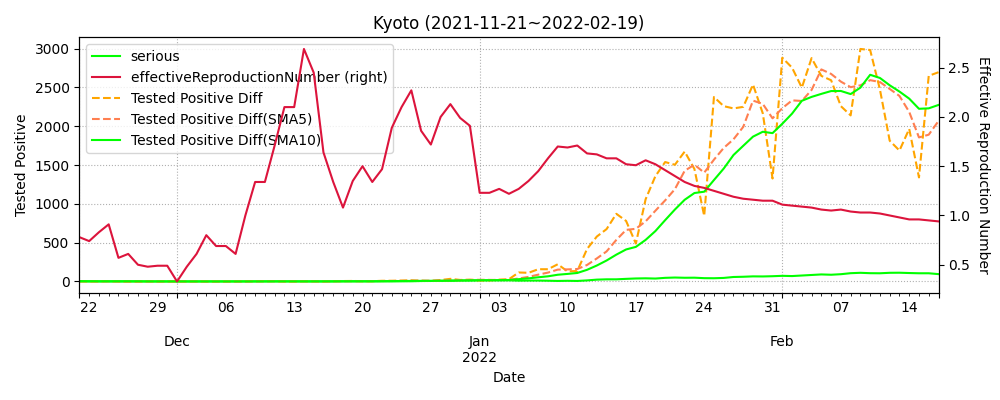 Kyoto (2021-11-21~2022-02-19)
serious
effectiveReproductionNumber (right)
Tested Positive Diff
Tested Positive Diff(SMA5)
Tested Positive Diff(SMA10)
Tested Positive
3000
2500
2000
1500
1000
500
0
Effective Reproduction Number
2.5
2.0
1.5
1.0
0.5
22 29 06 13 20 27 03 10 17 24 31 07 14
Dec Jan Feb
2022
Date